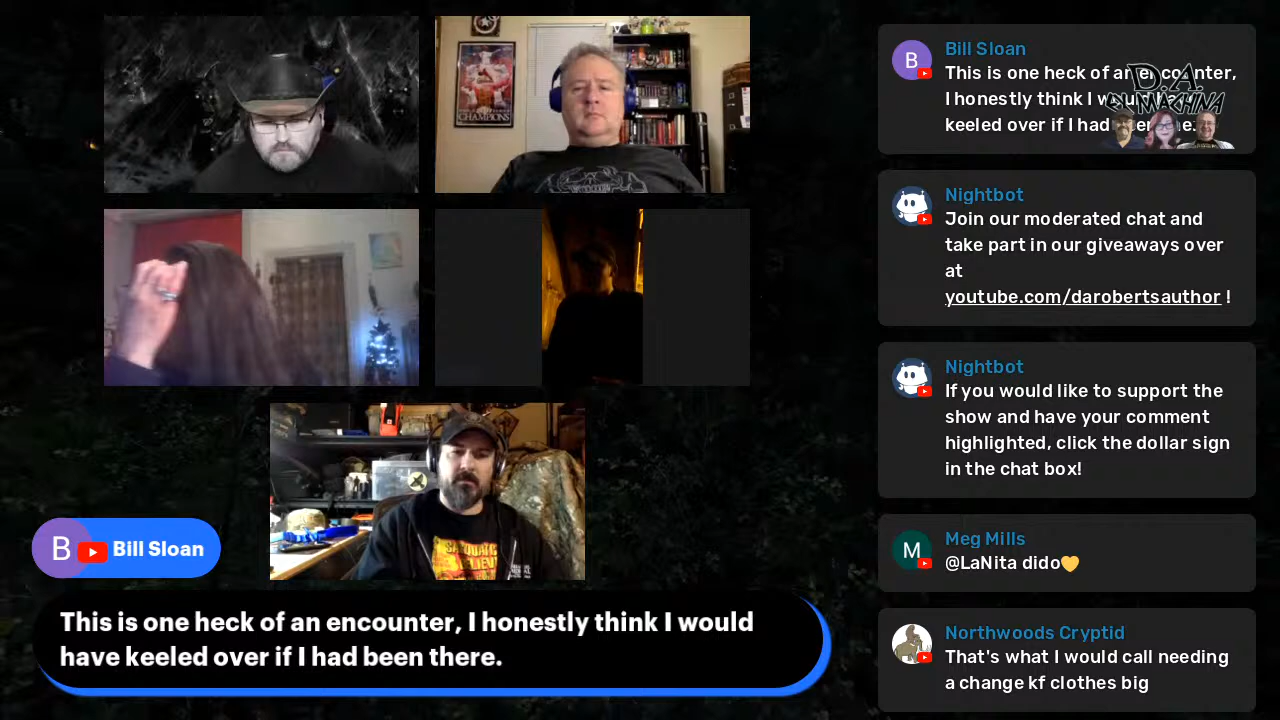 CHAMPIONS
B
Bill Sloan
This is one heck of an encounter, I honestly think I would
have keeled over if I had been there.
B
Bill Sloan
This is one heck of an encounter,
I honestly think I would
keeled over if I had been there.
D.A.
EX MACHINA
Nightbot
Join our moderated chat and
take part in our giveaways over
at
youtube.com/darobertsauthor !
Nightbot
If you would like to support the
show and have your comment
highlighted, click the dollar sign
in the chat box!
M
Meg Mills
@LaNita dido💛
Northwoods Cryptid
That's what I would call needing
a change kf clothes big